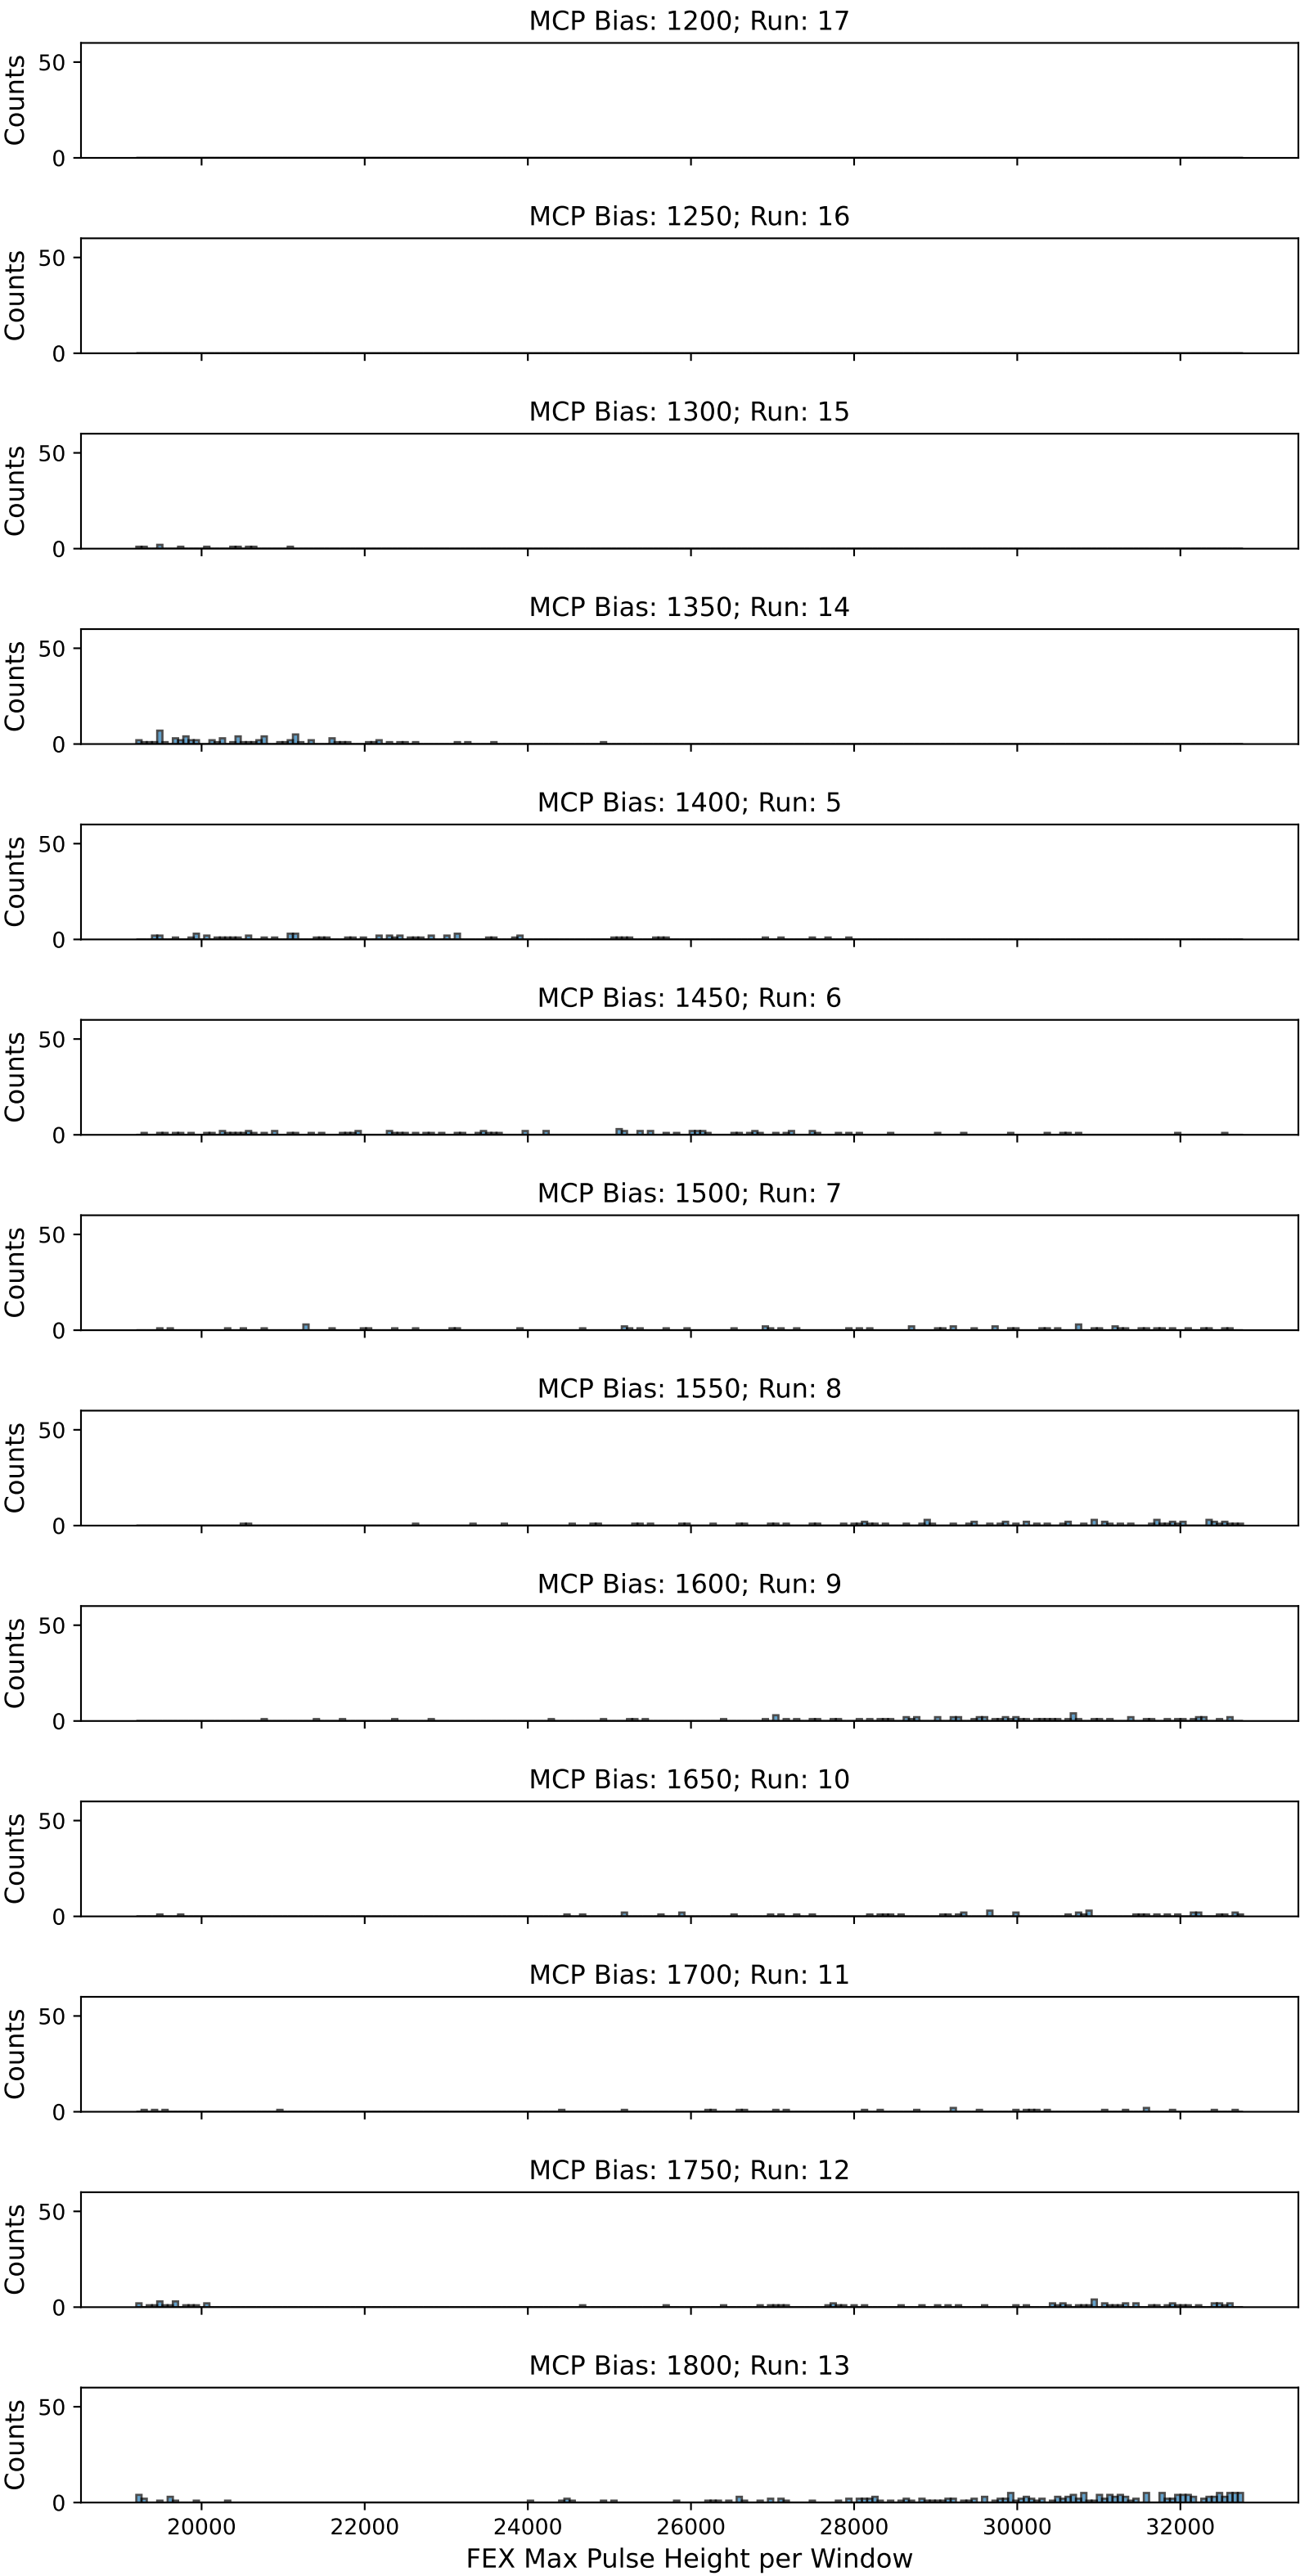 MCP Bias: 1200; Run: 17
50
Counts
0
MCP Bias: 1250; Run: 16
50
Counts
0
MCP Bias: 1300; Run: 15
50
Counts
0
MCP Bias: 1350; Run: 14
50
Counts
0
MCP Bias: 1400; Run: 5
50
Counts
0
MCP Bias: 1450; Run: 6
50
Counts
0
MCP Bias: 1500; Run: 7
50
Counts
0
MCP Bias: 1550; Run: 8
50
Counts
0
MCP Bias: 1600; Run: 9
50
Counts
0
MCP Bias: 1650; Run: 10
50
Counts
0
MCP Bias: 1700; Run: 11
50
Counts
0
MCP Bias: 1750; Run: 12
50
Counts
0
MCP Bias: 1800; Run: 13
50
Counts
0
20000 22000 24000 26000 28000 30000 32000
FEX Max Pulse Height per Window